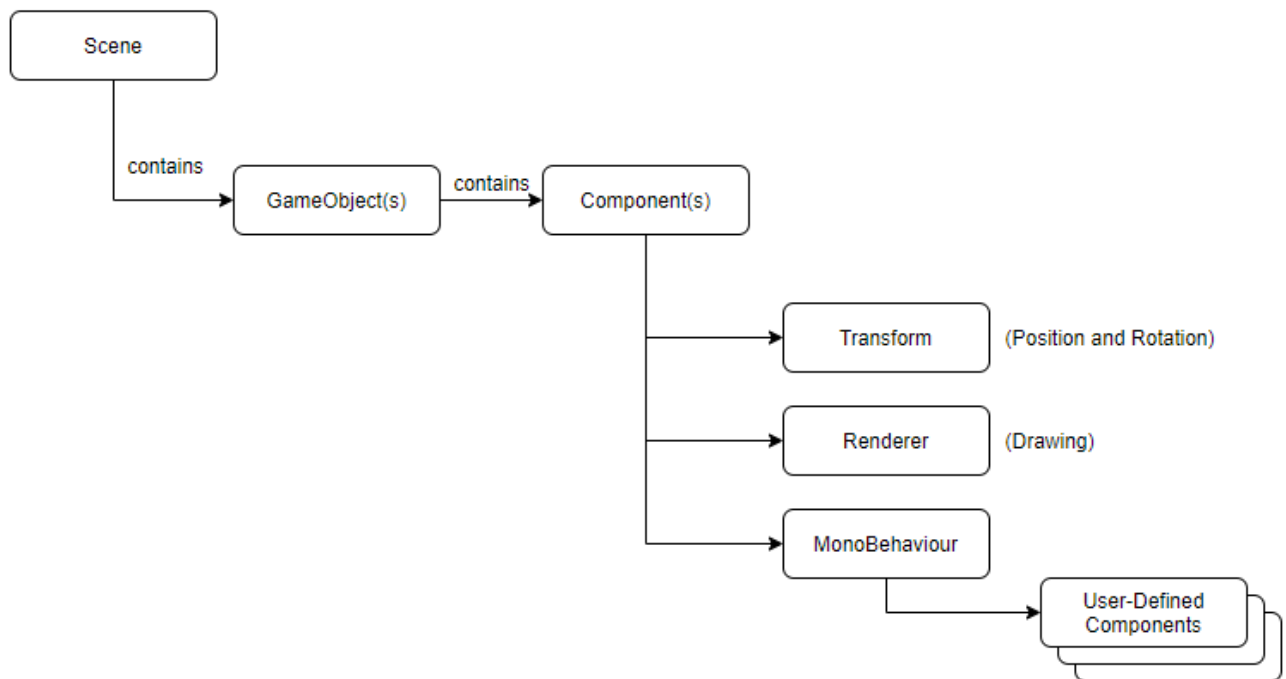 Scene
contains
GameObject(s)
contains
Component(s)
Transform
(Position and Rotation)
Renderer
(Drawing)
MonoBehaviour
User-Defined
Components